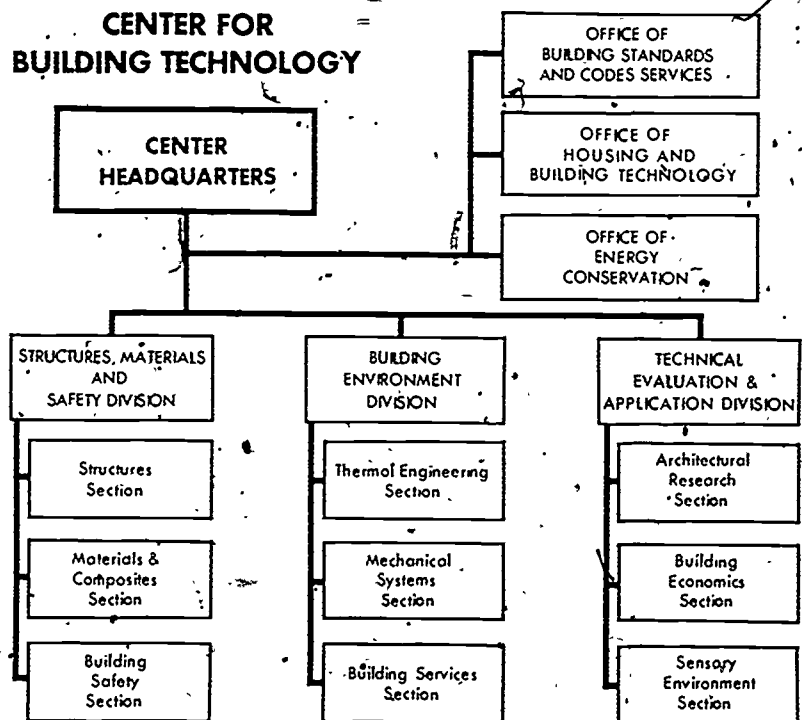 CENTER FOR
BUILDING TECHNOLOGY
OFFICE OF
BUILDING STANDARDS
AND CODES SERVICES
CENTER
HEADQUARTERS
OFFICE OF
HOUSING AND
BUILDING TECHNOLOGY
OFFICE OF
ENERGY
CONSERVATION
STRUCTURES, MATERIALS
AND
SAFETY DIVISION
Structures
Section
Materials &
Composites
Section
Building
Safety
Section
BUILDING
ENVIRONMENT
DIVISION
Thermal Engineering
Section
Mechanical
Systems
Section
Building Services
Section
TECHNICAL
EVALUATION &
APPLICATION DIVISION
Architectural
Research
Section
Building
Economics
Section
Sensory
Environment
Section